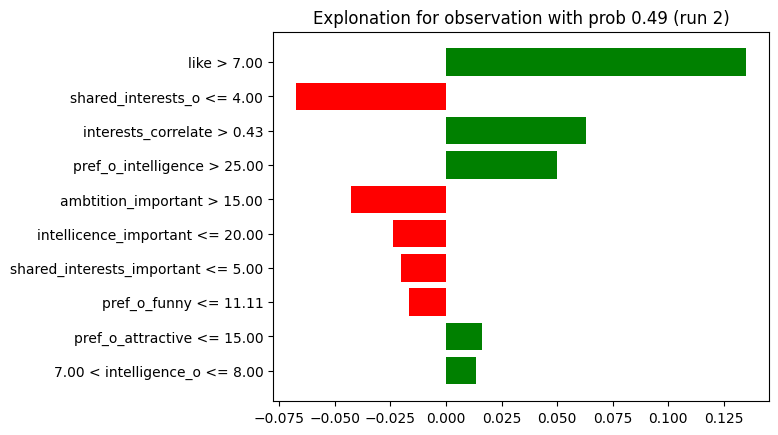 Explonation for observation with prob 0.49 (run 2)
like > 7.00
shared_interests_o <= 4.00
interests_correlate > 0.43
pref_o_intelligence > 25.00
ambtition_important > 15.00
intellicence_important <= 20.00
shared_interests_important <= 5.00
pref_o_funny <= 11.11
pref_o_attractive <= 15.00
7.00 < intelligence_o <= 8.00
−0.075 −0.050 −0.025 0.000 0.025 0.050 0.075 0.100 0.125